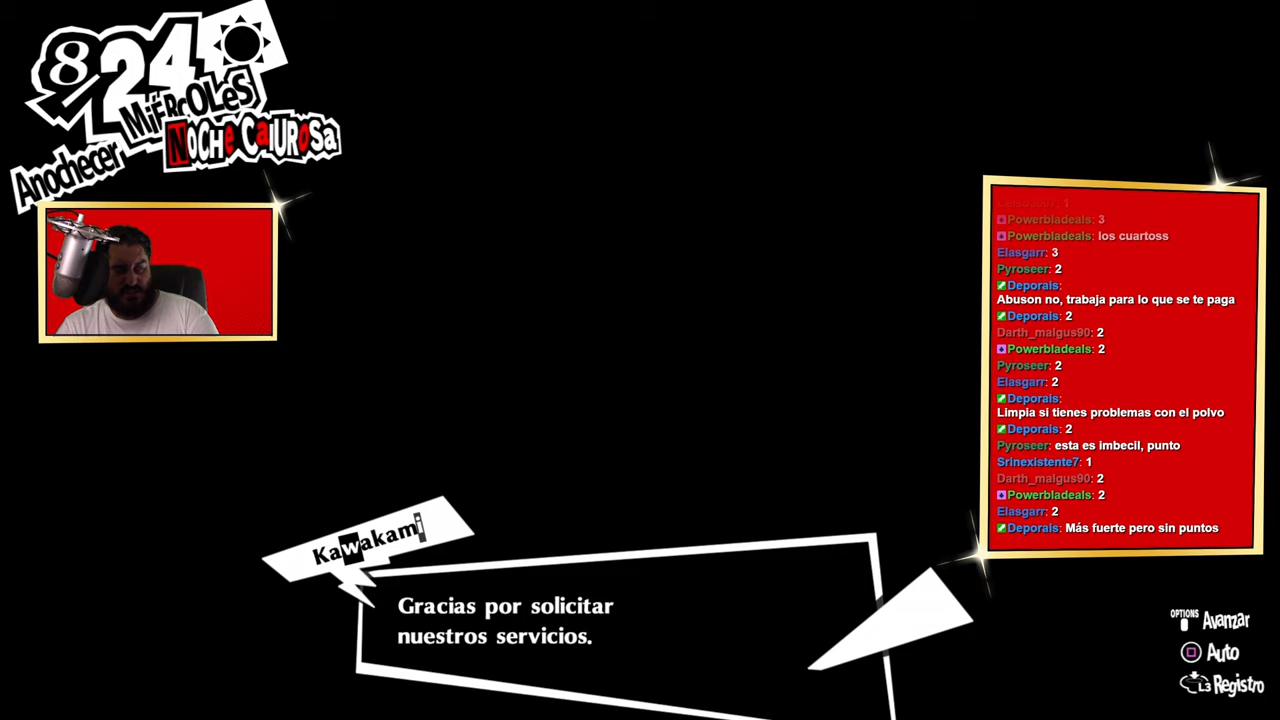 8/24
MiÉRcOLeS
NOCHe CalUROSa
Anochecer
Powerbladeals: 3
Powerbladeals: los cuartoss
Elasgarr: 3
Pyroseer: 2
Deporais:
Abuson no, trabaja para lo que se te paga
Deporais: 2
Darth_malgus90: 2
Powerbladeals: 2
Pyroseer: 2
Elasgarr: 2
Deporais:
Limpia si tienes problemas con el polvo
Deporais: 2
Pyroseer: esta es imbecil, punto
Srinexistente7: 1
Darth_malgus90: 2
Powerbladeals: 2
Elasgarr: 2
Deporais: Más fuerte pero sin puntos
Kawakami
Gracias por solicitar
nuestros servicios.
OPTIONS Avanzar
Auto
L3 Registro